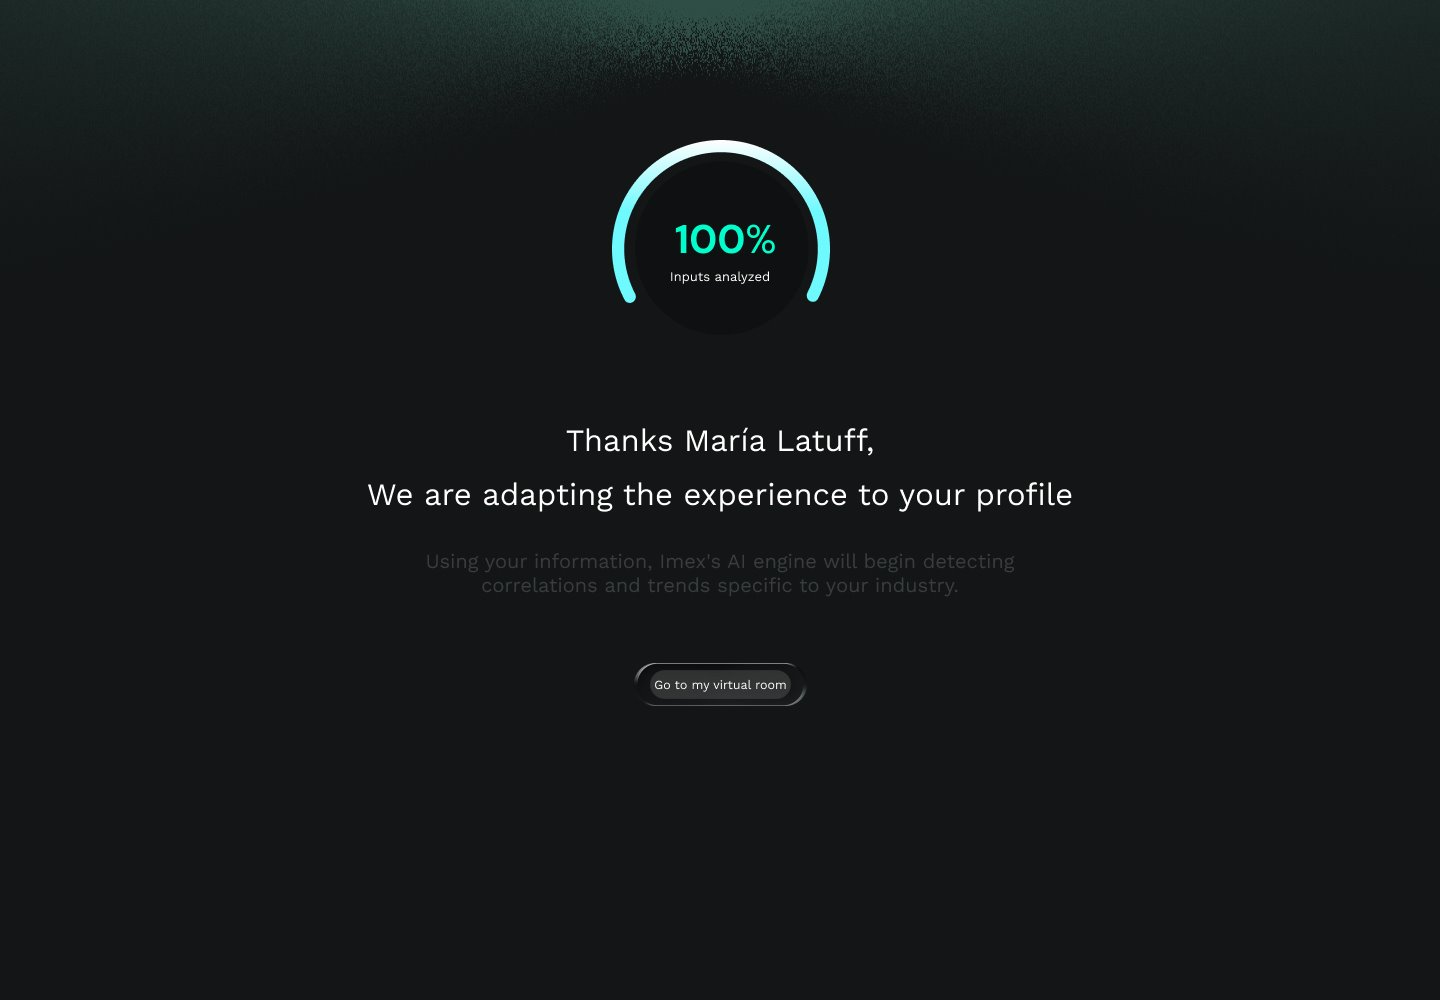 100%
Inputs analyzed
Thanks María Latuff,
We are adapting the experience to your profile
Using your information, Imex's AI engine will begin detecting
correlations and trends specific to your industry.
Go to my virtual room